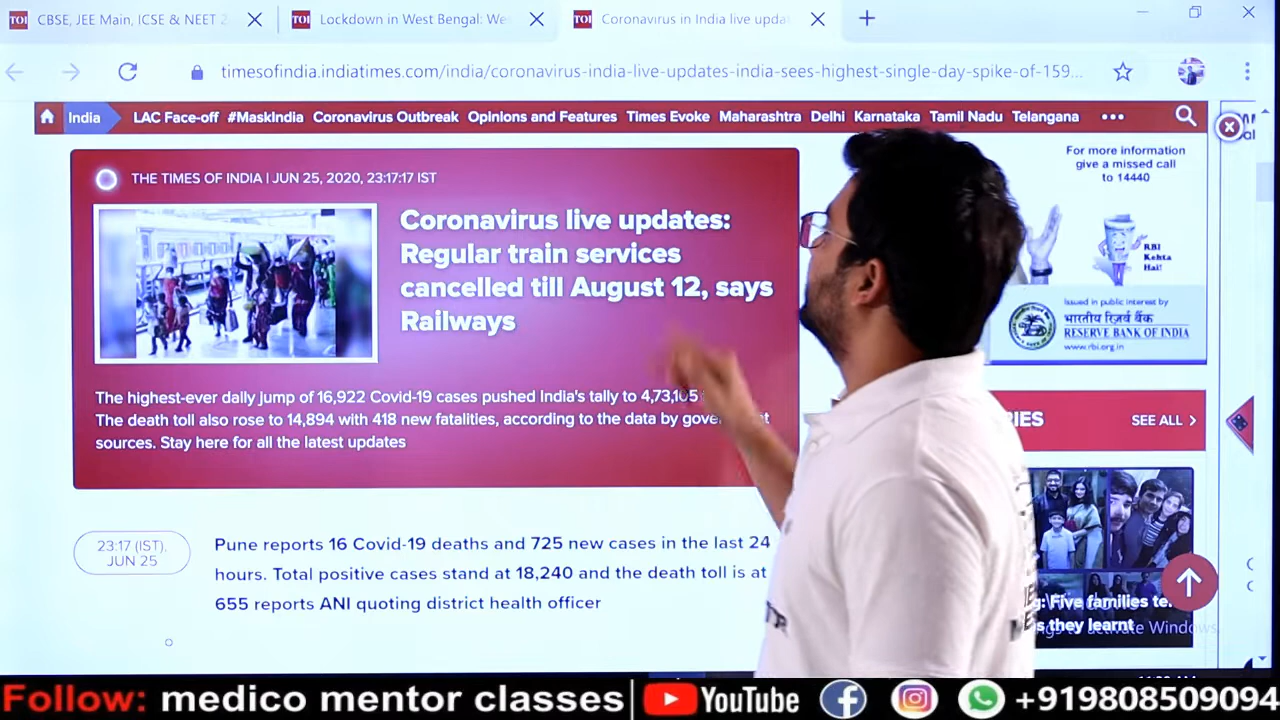 TOI CBSE, JEE Main, ICSE & NEET 2
TOI Lockdown in West Bengal: We
TOI Coronavirus in India live upda
timesofindia.indiatimes.com/india/coronavirus-india-live-updates-india-sees-highest-single-day-spike-of-159...
India LAC Face-off #MaskIndia Coronavirus Outbreak Opinions and Features Times Evoke Maharashtra Delhi Karnataka Tamil Nadu Telangana
THE TIMES OF INDIA | JUN 25, 2020, 23:17:17 IST
Coronavirus live updates:
Regular train services
cancelled till August 12, says
Railways
The highest-ever daily jump of 16,922 Covid-19 cases pushed India's tally to 4,73,105
The death toll also rose to 14,894 with 418 new fatalities, according to the data by
sources. Stay here for all the latest updates
For more information
give a missed call
to 14440
RBI
Kehta
Hai!
Issued in public interest by
भारतीय रिज़र्व बैंक
RESERVE BANK OF INDIA
www.rbi.org.in
SEE ALL >
23:17 (IST),
JUN 25
Pune reports 16 Covid-19 deaths and 725 new cases in the last 24
hours. Total positive cases stand at 18,240 and the death toll is at
655 reports ANI quoting district health officer
Five families
they learnt
Windows
Follow: medico mentor classes YouTube +919808509094